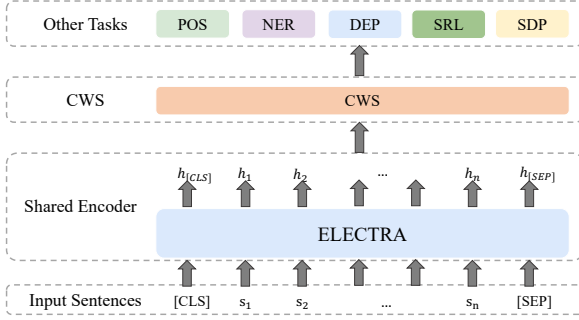 Other Tasks POS NER DEP SRL SDP
CWS CWS
h[CLS] h1 h2 ... hn h[SEP]
Shared Encoder
ELECTRA
Input Sentences [CLS] s1 s2 ... sn [SEP]